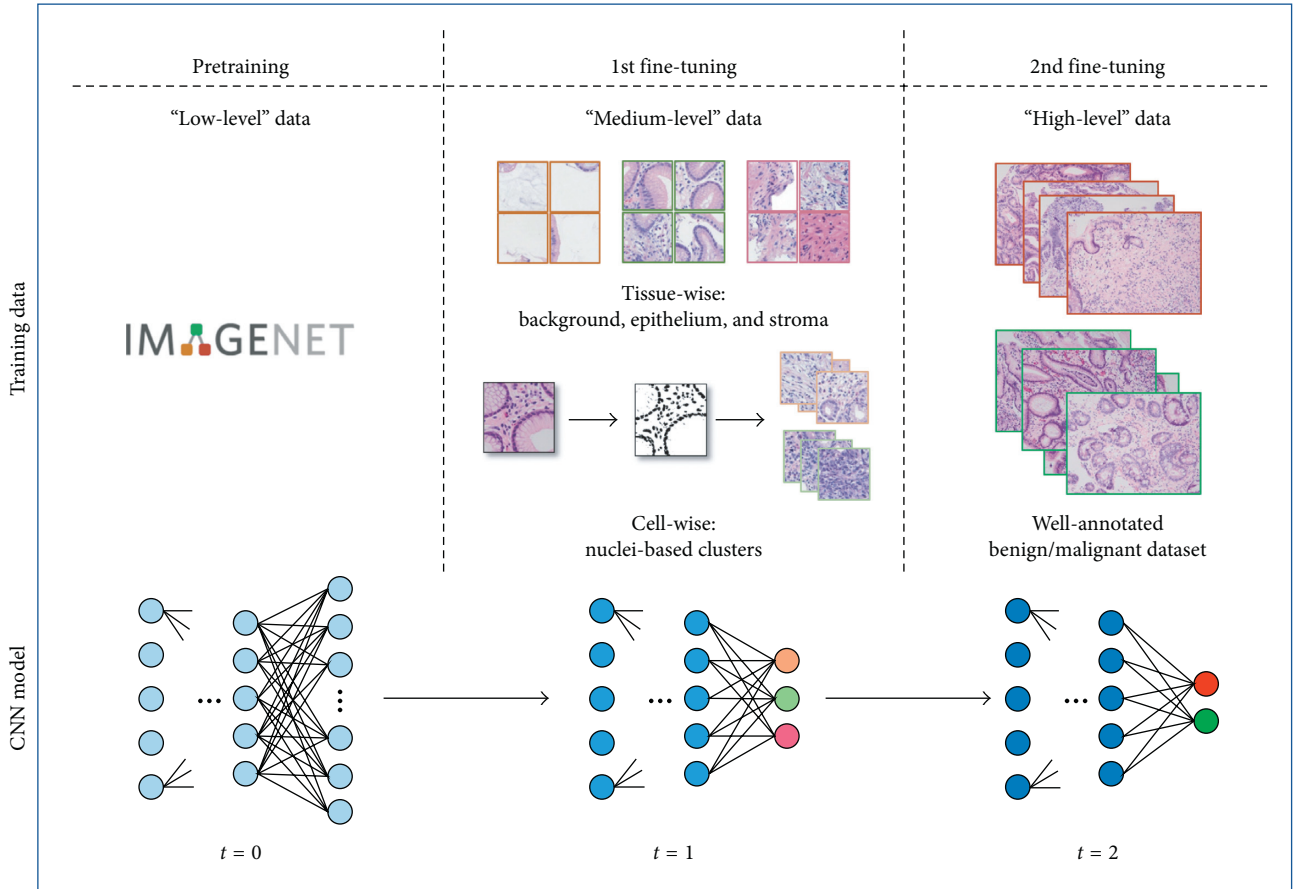 Pretraining
1st fine-tuning
2nd fine-tuning
Training data
“Low-level” data
“Medium-level” data
“High-level” data
IMAGENET
Tissue-wise:
background, epithelium, and stroma
Cell-wise:
nuclei-based clusters
Well-annotated
benign/malignant dataset
CNN model
...
...
...
...
t = 0
t = 1
t = 2